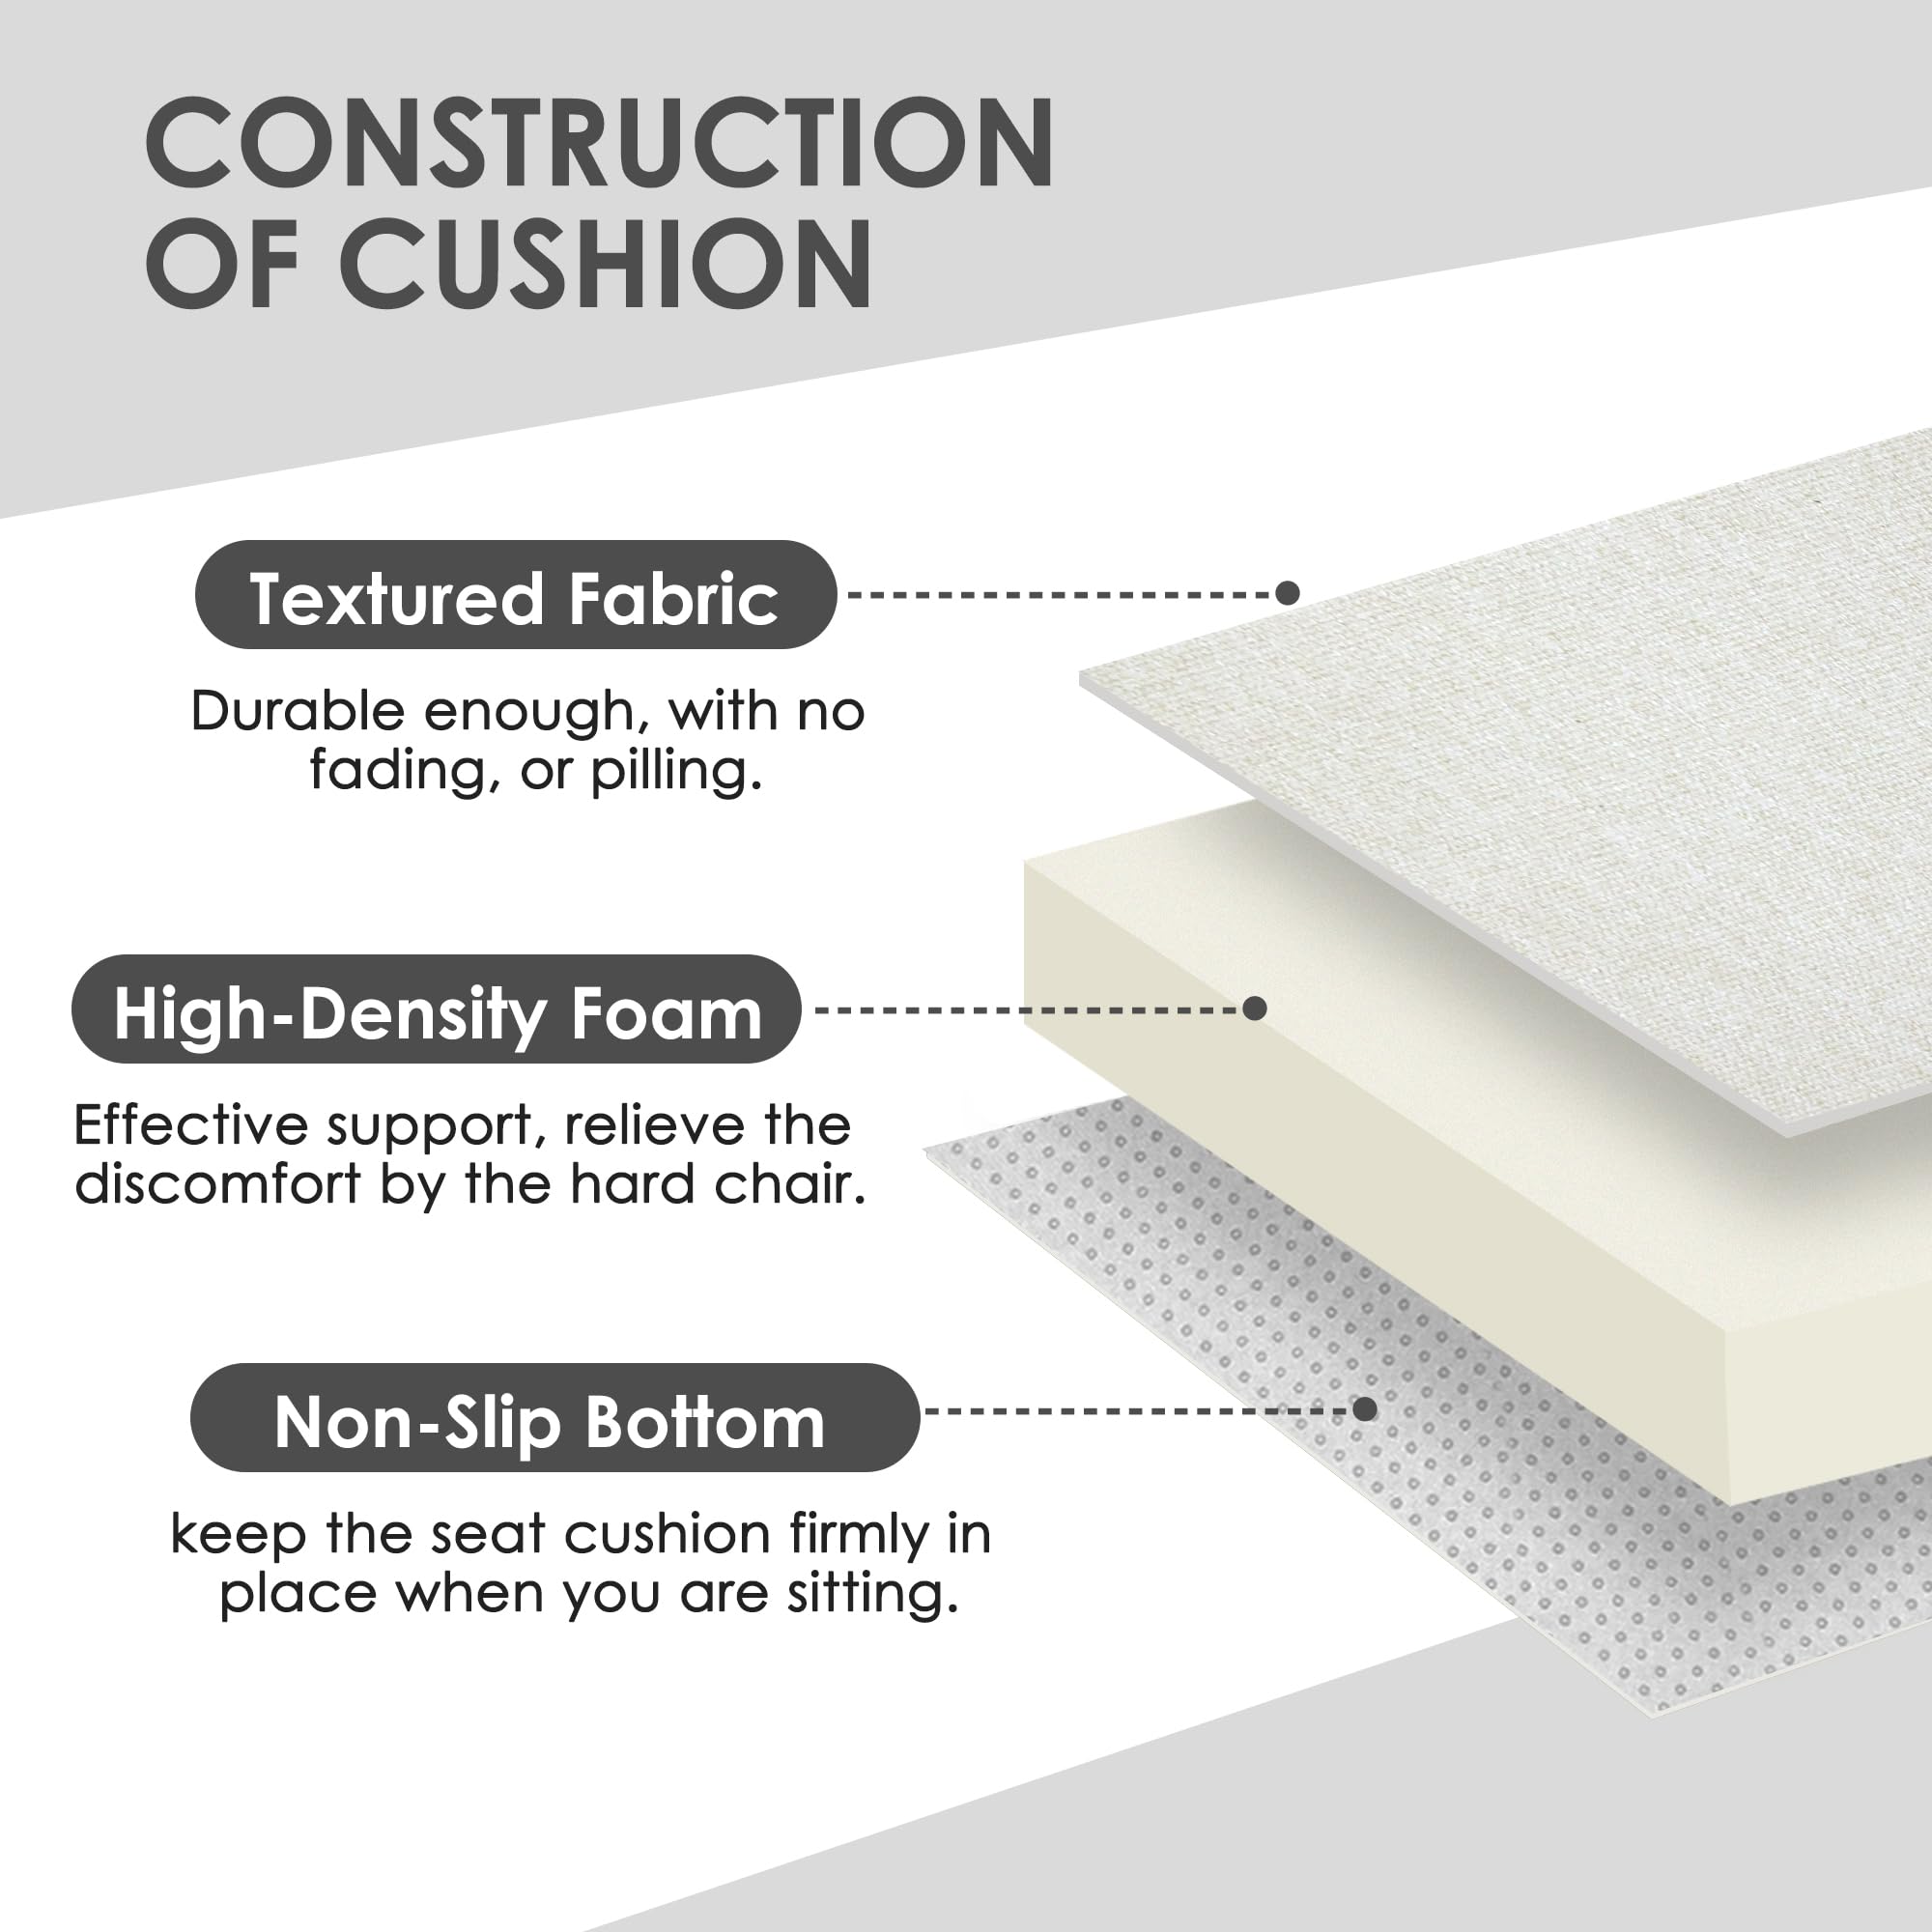 CONSTRUCTION
OF CUSHION
Textured Fabric
Durable enough, with no
fading, or pilling.
High-Density Foam
Effective support, relieve the
discomfort by the hard chair.
Non-Slip Bottom
keep the seat cushion firmly in
place when you are sitting.